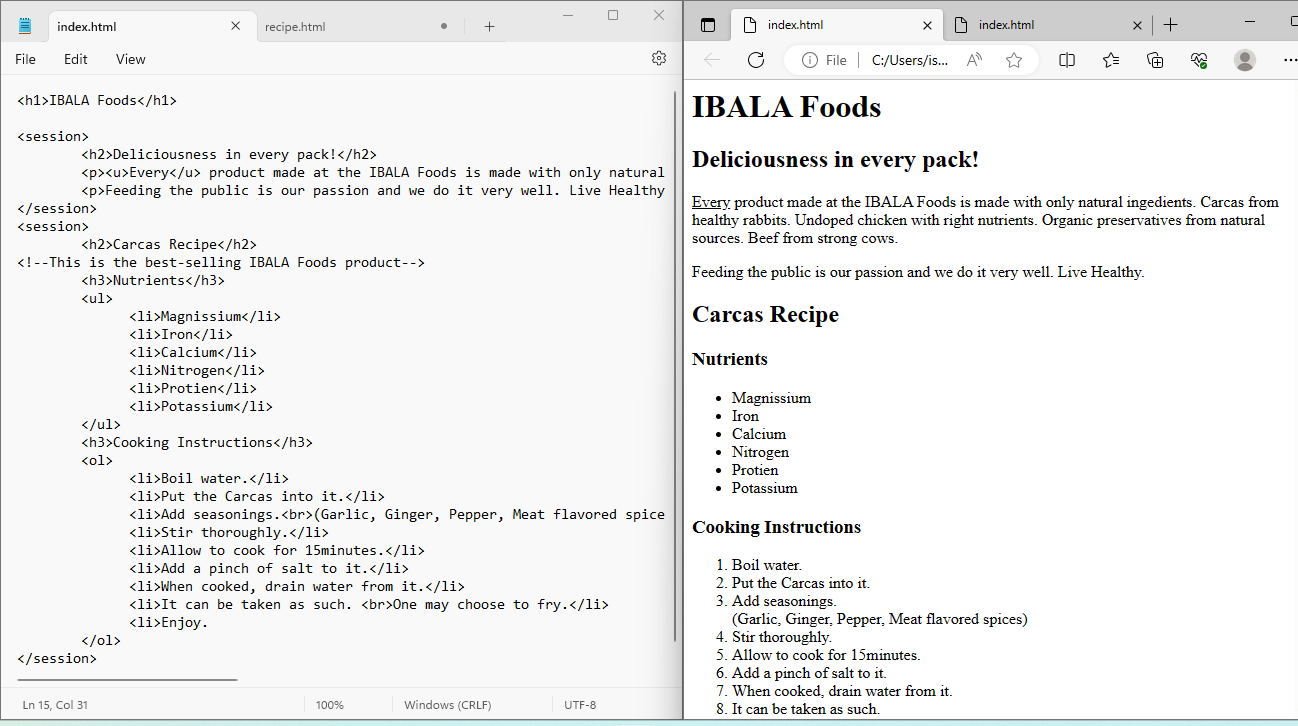 index.html
recipe.html
File Edit View
<h1>IBALA Foods</h1>
<session>
<h2>Deliciousness in every pack!</h2>
<p><u>Every</u> product made at the IBALA Foods is made with only natural
<p>Feeding the public is our passion and we do it very well. Live Healthy
</session>
<session>
<h2>Carcas Recipe</h2>
<!--This is the best-selling IBALA Foods product-->
<h3>Nutrients</h3>
<ul>
<li>Magnissium</li>
<li>Iron</li>
<li>Calcium</li>
<li>Nitrogen</li>
<li>Protien</li>
<li>Potassium</li>
</ul>
<h3>Cooking Instructions</h3>
<ol>
<li>Boil water.</li>
<li>Put the Carcas into it.</li>
<li>Add seasonings.<br>(Garlic, Ginger, Pepper, Meat flavored spice
<li>Stir thoroughly.</li>
<li>Allow to cook for 15minutes.</li>
<li>Add a pinch of salt to it.</li>
<li>When cooked, drain water from it.</li>
<li>It can be taken as such. <br>One may choose to fry.</li>
<li>Enjoy.
</ol>
</session>
Ln 15, Col 31 100% Windows (CRLF) UTF-8
index.html
index.html
File C:/Users/is...
IBALA Foods
Deliciousness in every pack!
Every product made at the IBALA Foods is made with only natural ingedients. Carcas from
healthy rabbits. Undoped chicken with right nutrients. Organic preservatives from natural
sources. Beef from strong cows.
Feeding the public is our passion and we do it very well. Live Healthy.
Carcas Recipe
Nutrients
• Magnissium
• Iron
• Calcium
• Nitrogen
• Protien
• Potassium
Cooking Instructions
1. Boil water.
2. Put the Carcas into it.
3. Add seasonings.
(Garlic, Ginger, Pepper, Meat flavored spices)
4. Stir thoroughly.
5. Allow to cook for 15minutes.
6. Add a pinch of salt to it.
7. When cooked, drain water from it.
8. It can be taken as such.